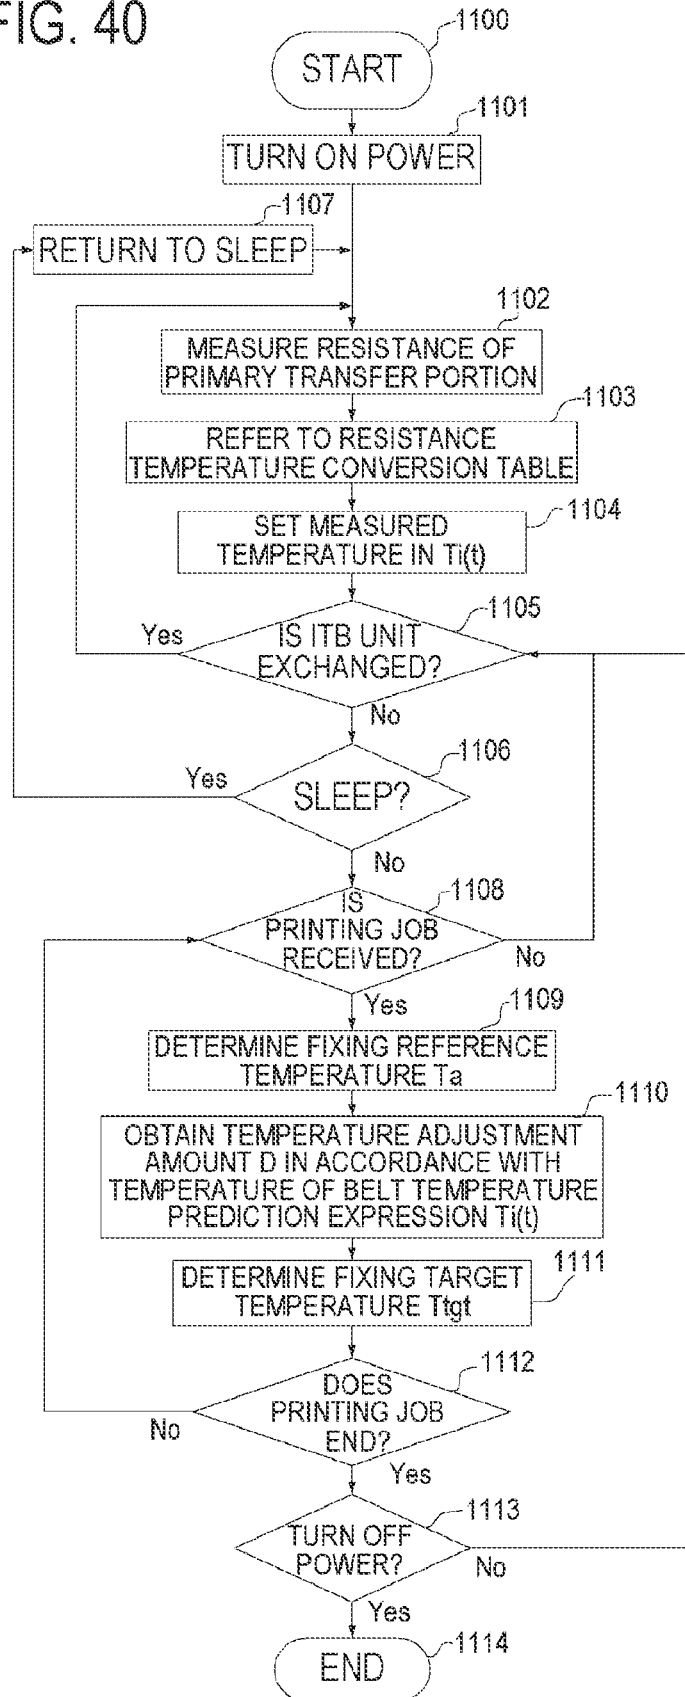 FIG. 40
1100
START
1101
TURN ON POWER
1107
RETURN TO SLEEP
1102
MEASURE RESISTANCE OF
PRIMARY TRANSFER PORTION
1103
REFER TO RESISTANCE
TEMPERATURE CONVERSION TABLE
1104
SET MEASURED
TEMPERATURE IN Ti(t)
1105
Yes
IS ITB UNIT
EXCHANGED?
No
1106
Yes
SLEEP?
No
1108
IS
PRINTING JOB
RECEIVED?
No
Yes
1109
DETERMINE FIXING REFERENCE
TEMPERATURE Ta
1110
OBTAIN TEMPERATURE ADJUSTMENT
AMOUNT D IN ACCORDANCE WITH
TEMPERATURE OF BELT TEMPERATURE
PREDICTION EXPRESSION Ti(t)
1111
DETERMINE FIXING TARGET
TEMPERATURE Ttgt
1112
DOES
PRINTING JOB
END?
No
Yes
1113
TURN OFF
POWER?
No
Yes
1114
END